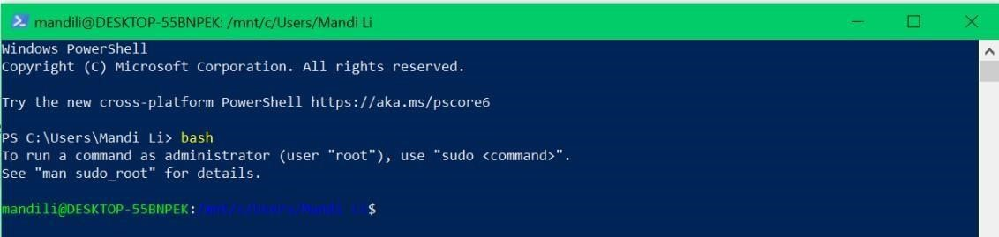 mandili@DESKTOP-55BNPEK: /mnt/c/Users/Mandi Li
Windows PowerShell
Copyright (C) Microsoft Corporation. All rights reserved.
Try the new cross-platform PowerShell https://aka.ms/pscore6
PS C:\Users\Mandi Li> bash
To run a command as administrator (user "root"), use "sudo <command>".
See "man sudo_root" for details.
mandili@DESKTOP-55BNPEK:/mnt/c/Users/Mandi Li$